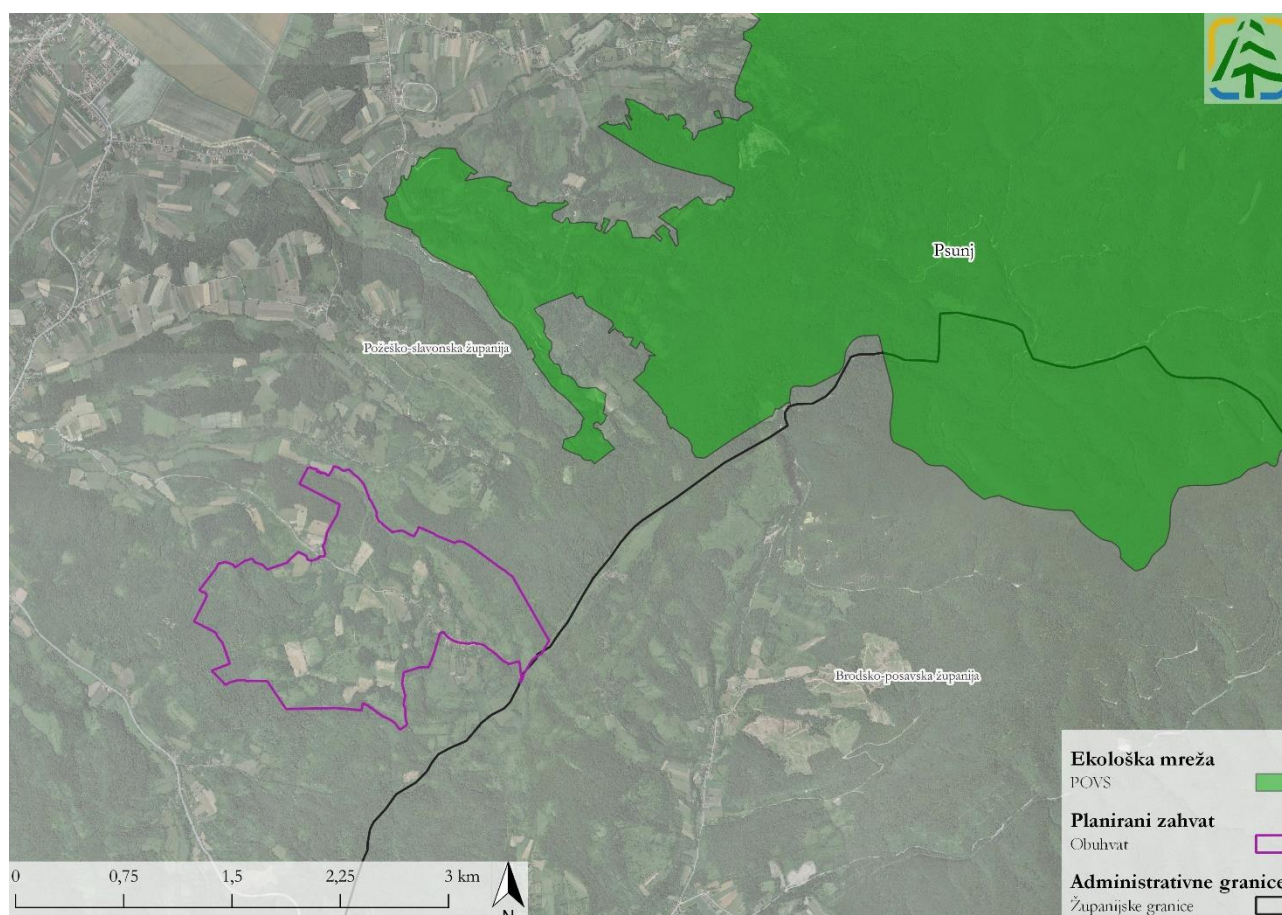 Psunj
Požeško-slavonska županija
Brodsko-posavska županija
Ekološka mreža
POVS
Planirani zahvat
Obuhvat
Administrativne granice
Županijske granice
0 0,75 1,5 2,25 3 km
N